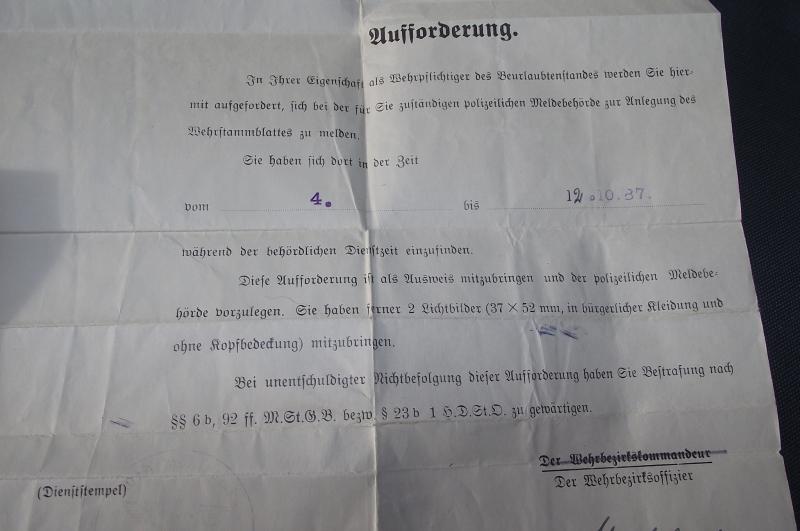 Aufforderung.
In Ihrer Eigenschaft als Wehrpflichtiger des Beurlaubtenstandes werden Sie hier-
mit aufgefordert, sich bei der für Sie zuständigen polizeilichen Meldebehörde zur Anlegung des
Wehrstammblattes zu melden.
Sie haben sich dort in der Zeit
vom 4. bis 12.10.37.
während der behördlichen Dienstzeit einzufinden.
Diese Aufforderung ist als Ausweis mitzubringen und der polizeilichen Meldebe-
hörde vorzulegen. Sie haben ferner 2 Lichtbilder (37 × 52 mm, in bürgerlicher Kleidung und
ohne Kopfbedeckung) mitzubringen.
Bei unentschuldigter Nichtbefolgung dieser Aufforderung haben Sie Bestrafung nach
§§ 6 b, 92 ff. M.St.G.B. bezw. § 23 b 1 H.D.St.O. zu gewärtigen.
Der Wehrbezirkskommandeur
(Dienststempel) Der Wehrbezirksoffizier